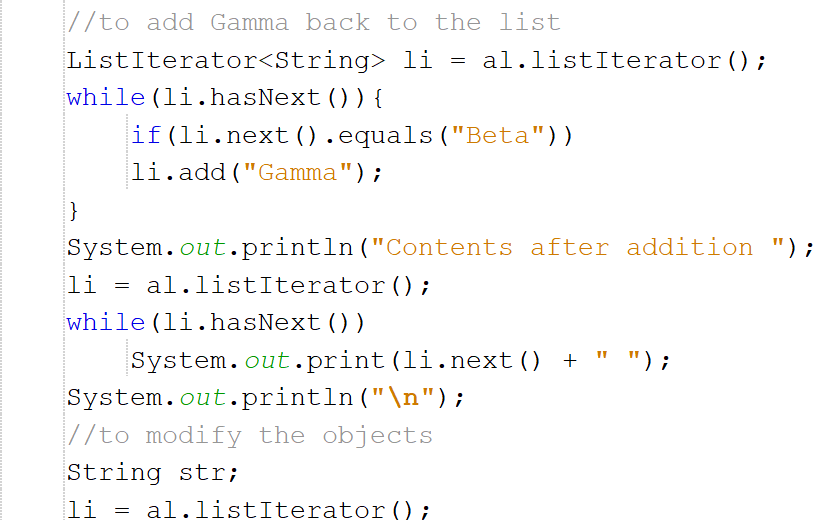 //to add Gamma back to the list
ListIterator<String> li = al.listIterator();
while(li.hasNext()){
if(li.next().equals("Beta"))
li.add("Gamma");
}
System.out.println("Contents after addition ");
li = al.listIterator();
while(li.hasNext())
System.out.print(li.next() + " ");
System.out.println("\n");
//to modify the objects
String str;
li = al.listIterator();